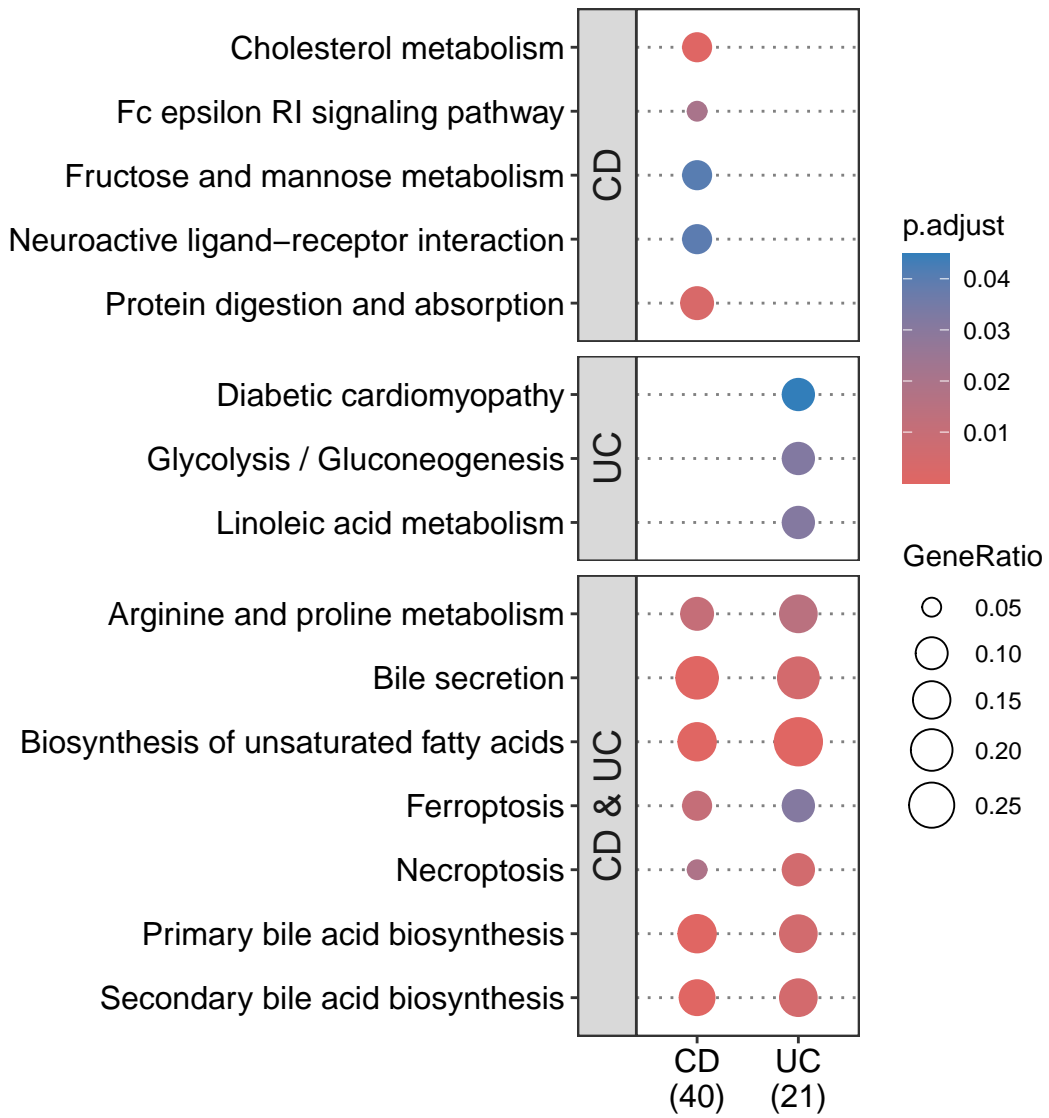 Cholesterol metabolism
Fc epsilon RI signaling pathway
Fructose and mannose metabolism
Neuroactive ligand−receptor interaction
Protein digestion and absorption
CD
Diabetic cardiomyopathy
Glycolysis / Gluconeogenesis
Linoleic acid metabolism
UC
Arginine and proline metabolism
Bile secretion
Biosynthesis of unsaturated fatty acids
Ferroptosis
Necroptosis
Primary bile acid biosynthesis
Secondary bile acid biosynthesis
CD & UC
CD
(40)
UC
(21)
p.adjust
0.04
0.03
0.02
0.01
GeneRatio
0.05
0.10
0.15
0.20
0.25